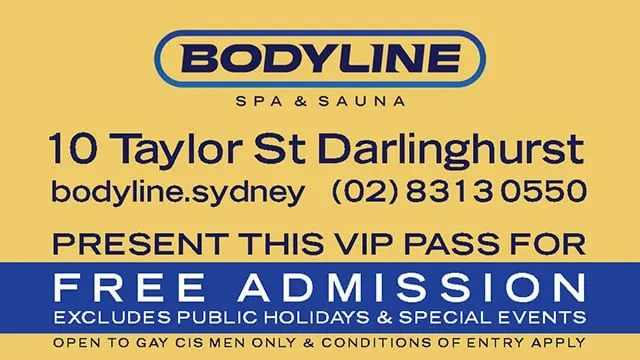 BODYLINE
SPA & SAUNA
10 Taylor St Darlinghurst
bodyline.sydney (02) 8313 0550
PRESENT THIS VIP PASS FOR
FREE ADMISSION
EXCLUDES PUBLIC HOLIDAYS & SPECIAL EVENTS
OPEN TO GAY CIS MEN ONLY & CONDITIONS OF ENTRY APPLY